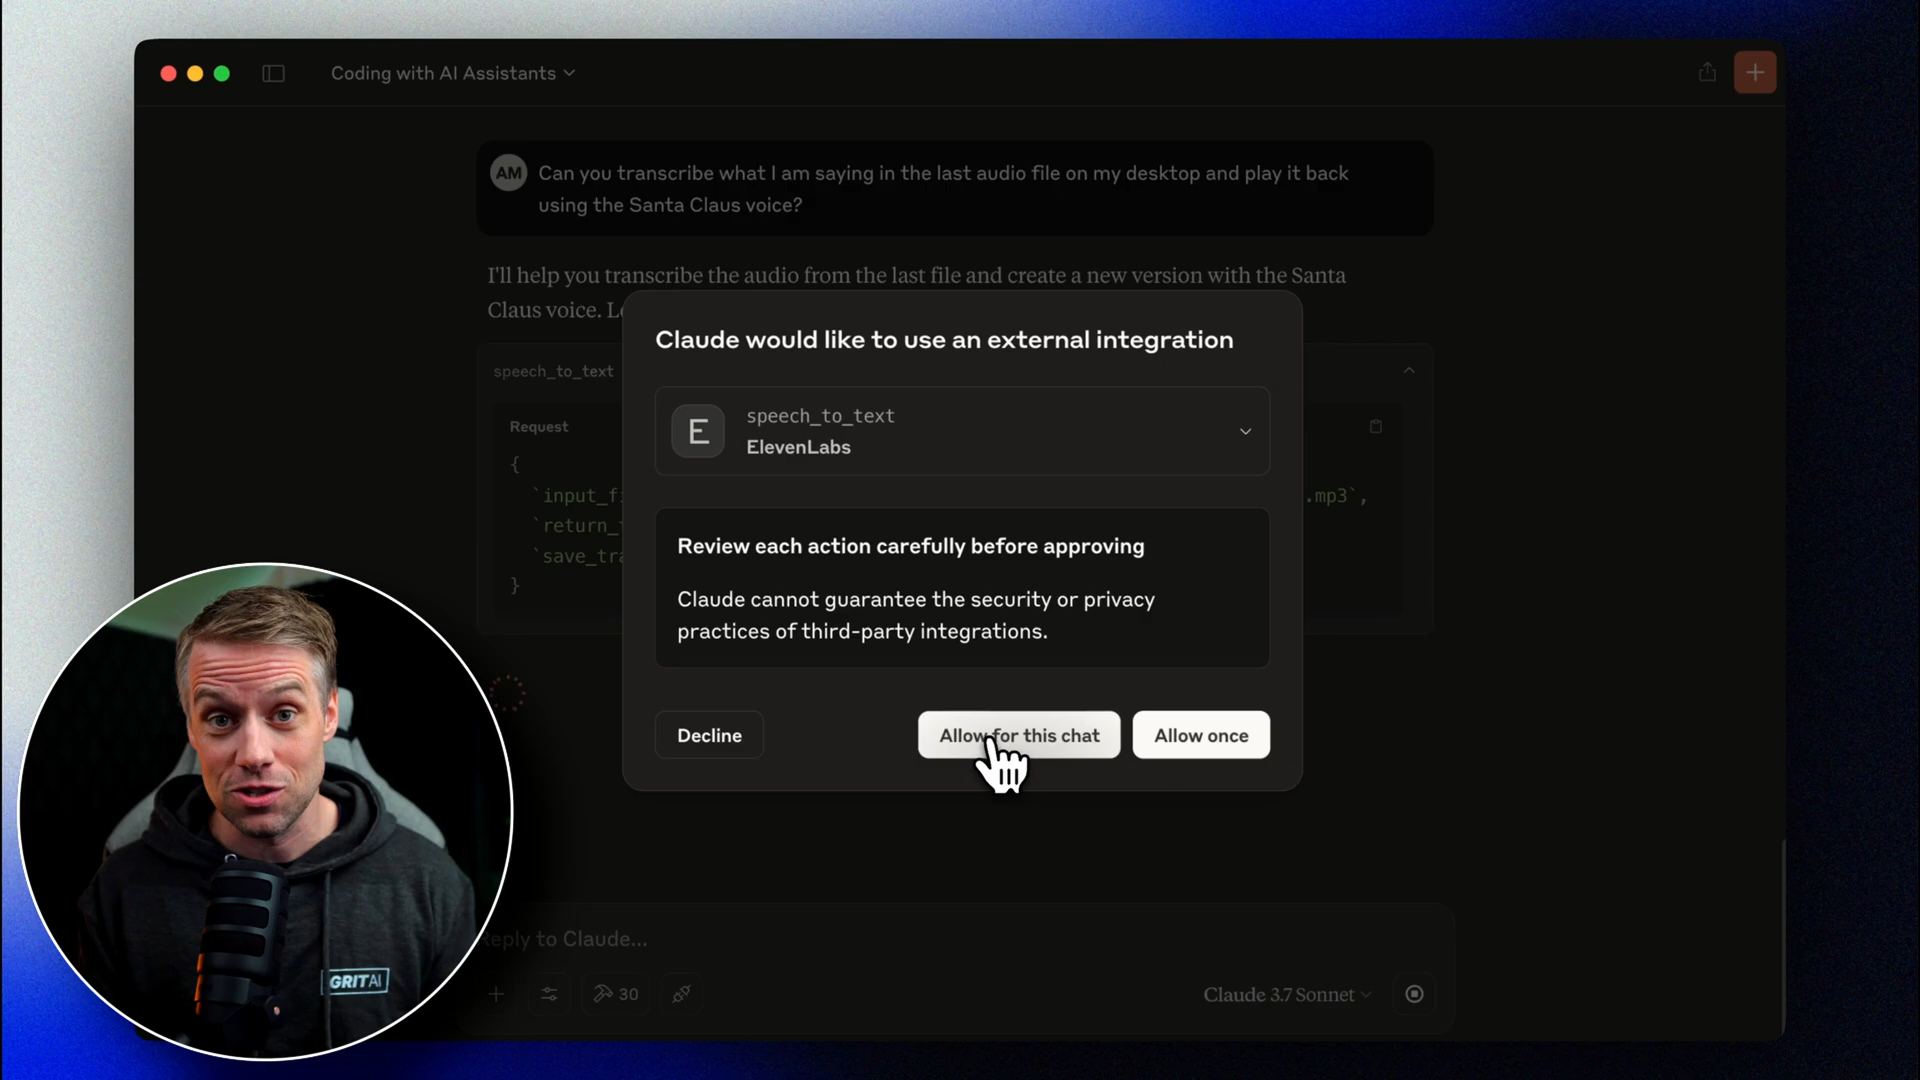 Coding with AI Assistants
AM
Can you transcribe what I am saying in the last audio file on my desktop and play it back
using the Santa Claus voice?
I'll help you transcribe the audio from the last file and create a new version with the Santa
Claus voice.
speech_to_text
Request
{
.mp3`,
}
Claude would like to use an external integration
E
speech_to_text
ElevenLabs
Review each action carefully before approving
Claude cannot guarantee the security or privacy
practices of third-party integrations.
Decline
Allow for this chat
Allow once
to Claude...
30
Claude 3.7 Sonnet
GRITAI